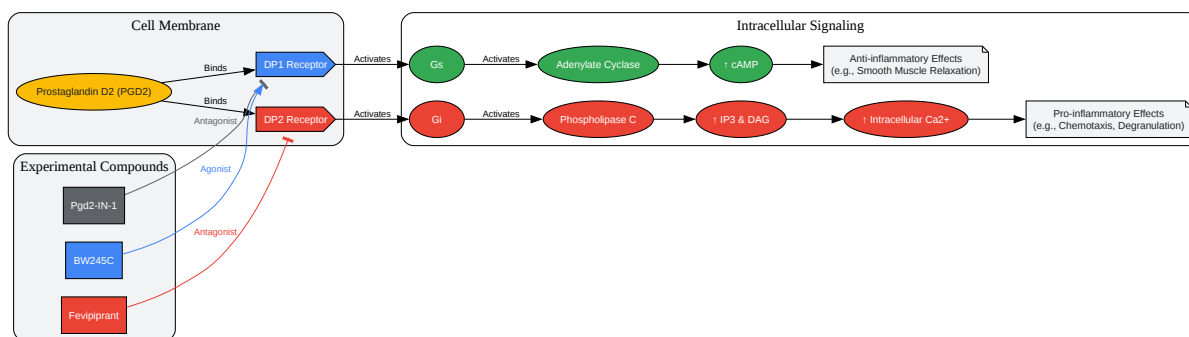 Cell Membrane
Intracellular Signaling
Prostaglandin D2 (PGD2)
Binds
Binds
DP1 Receptor
DP2 Receptor
Activates
Activates
Gs
Activates
Adenylate Cyclase
↑ cAMP
Anti-inflammatory Effects
(e.g., Smooth Muscle Relaxation)
Gi
Activates
Phospholipase C
↑ IP3 & DAG
↑ Intracellular Ca2+
Pro-inflammatory Effects
(e.g., Chemotaxis, Degranulation)
Antagonist
Agonist
Antagonist
Experimental Compounds
Pgd2-IN-1
BW245C
Fevipiprant